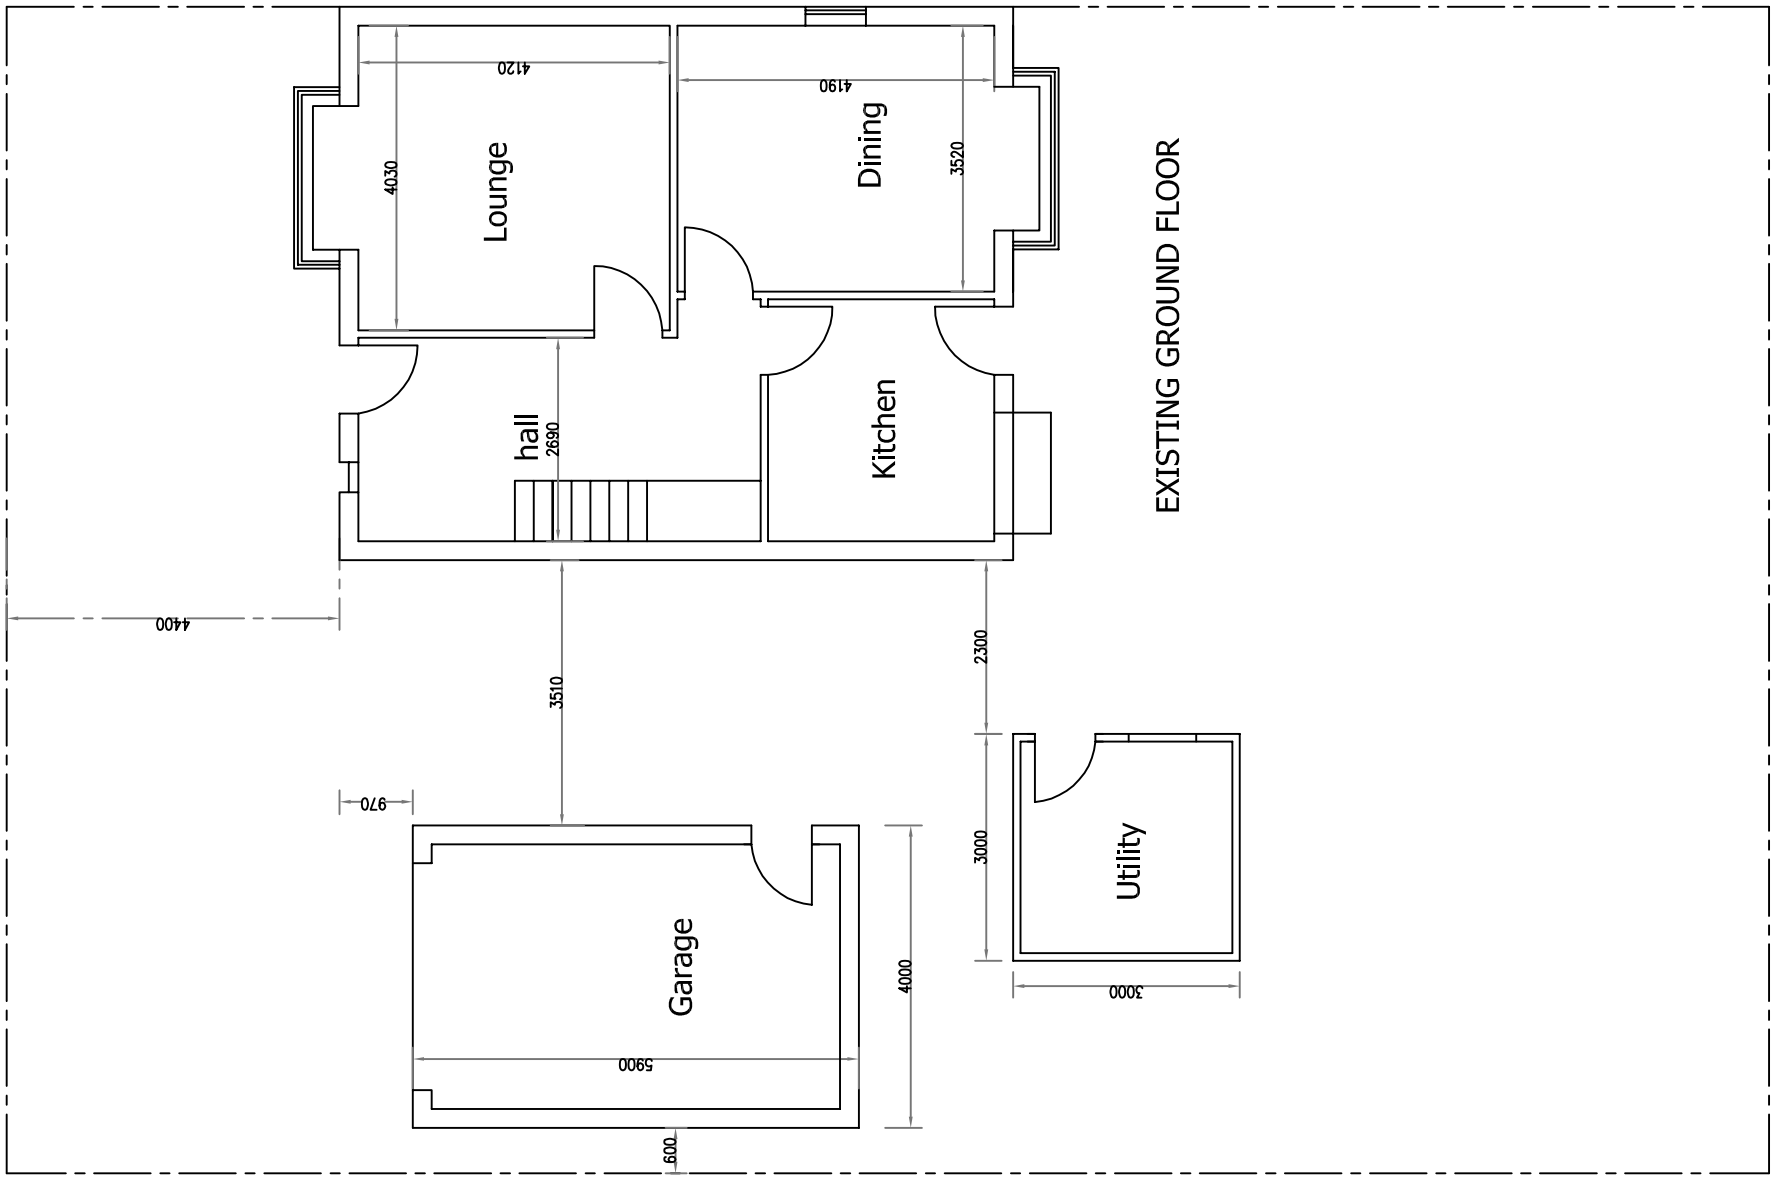 4120
4190
4030
Lounge
Dining
3520
EXISTING GROUND FLOOR
hall
2690
Kitchen
4400
3510
2300
970
3000
Utility
Garage
4000
3000
5900
600